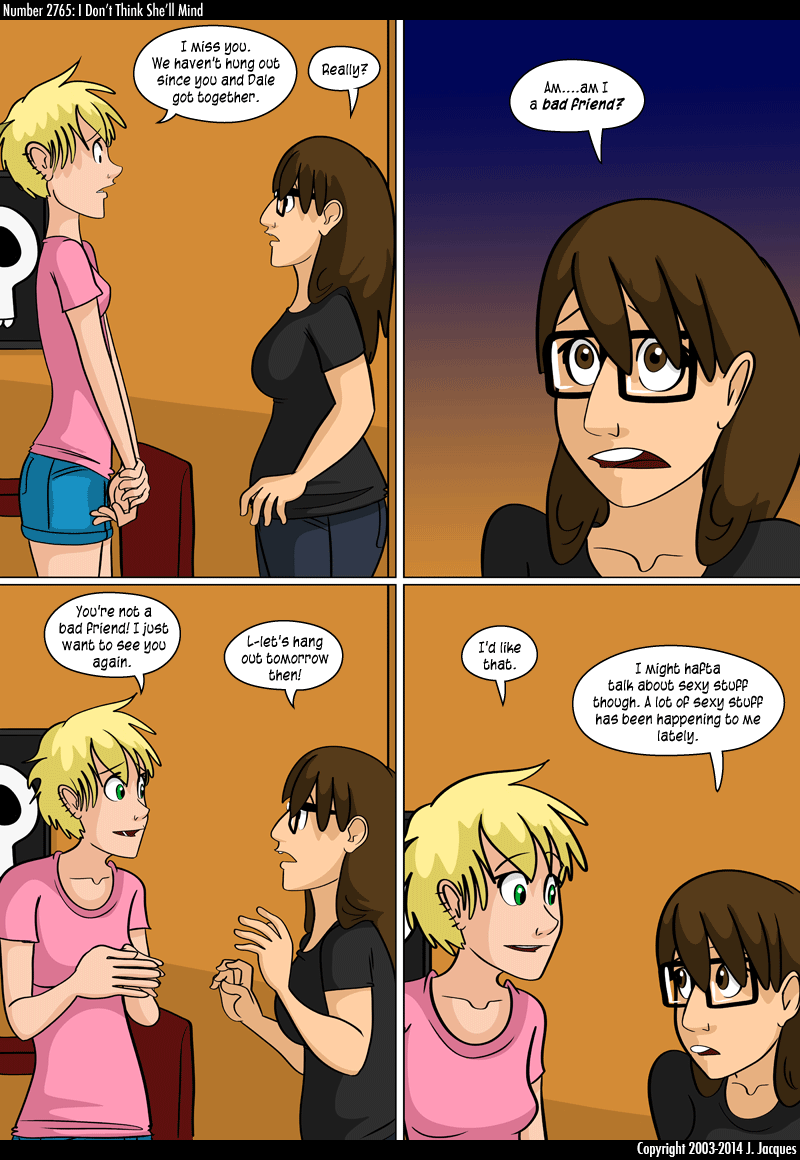 Number 2765: I Don't Think She'll Mind
I miss you.
We haven't hung out
since you and Dale
got together.
Really?
Am....am I
a bad friend?
You're not a
bad friend! I just
want to see you
again.
L-let's hang
out tomorrow
then!
I'd like
that.
I might hafta
talk about sexy stuff
though. A lot of sexy stuff
has been happening to me
lately.
Copyright 2003-2014 J. Jacques